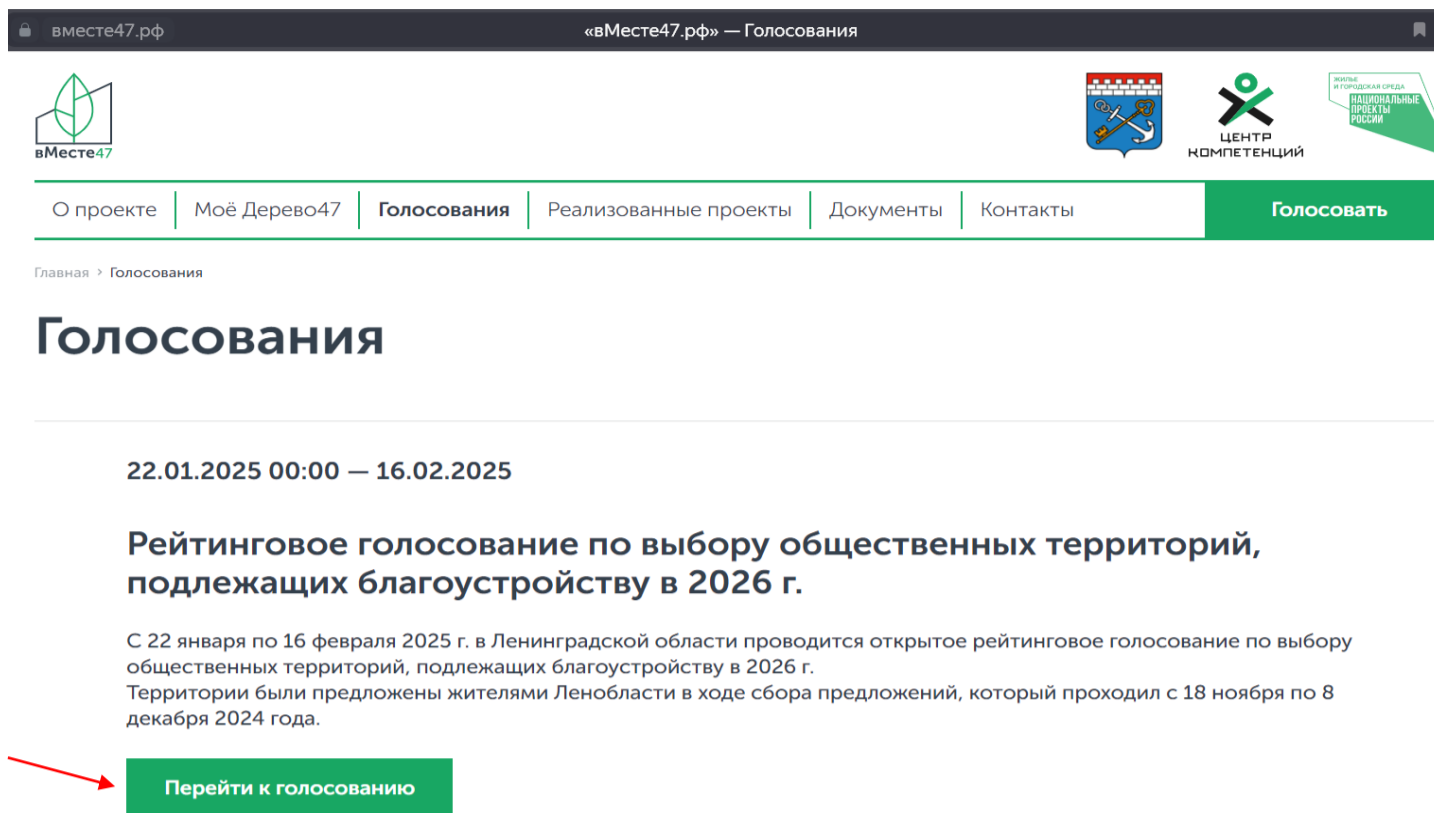 вместе47.рф
«вМесте47.рф» — Голосования
вМесте47
ЦЕНТР
КОМПЕТЕНЦИЙ
ЖИЛЬЕ
И ГОРОДСКАЯ СРЕДА
НАЦИОНАЛЬНЫЕ
ПРОЕКТЫ
РОССИИ
О проекте
Моё Дерево47
Голосования
Реализованные проекты
Документы
Контакты
Голосовать
Главная > Голосования
Голосования
22.01.2025 00:00 — 16.02.2025
Рейтинговое голосование по выбору общественных территорий,
подлежащих благоустройству в 2026 г.
С 22 января по 16 февраля 2025 г. в Ленинградской области проводится открытое рейтинговое голосование по выбору
общественных территорий, подлежащих благоустройству в 2026 г.
Территории были предложены жителями Ленобласти в ходе сбора предложений, который проходил с 18 ноября по 8
декабря 2024 года.
Перейти к голосованию